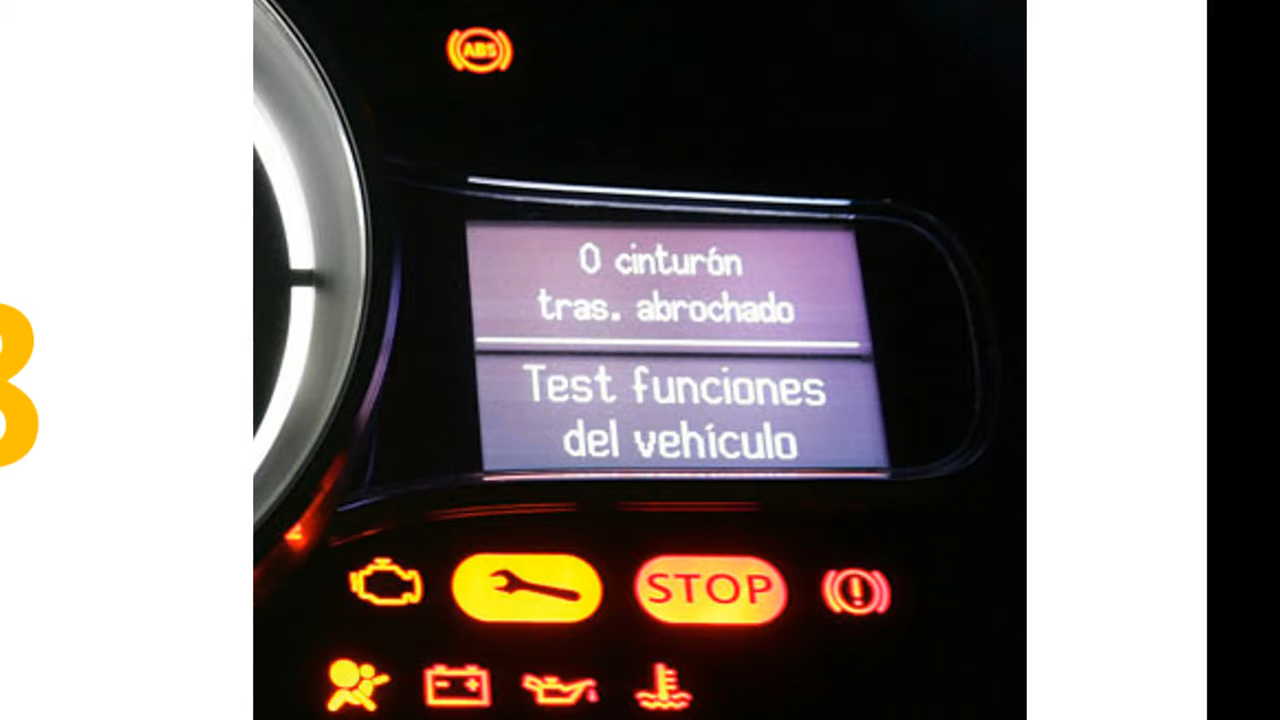 ABS
0 cinturón
tras. abrochado
Test funciones
del vehículo
STOP